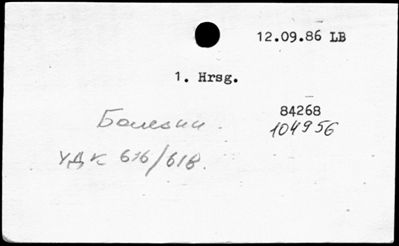 12.09.86 LB
1. Hrsg.
84268
Болезни. 104956
УДК 616/618.